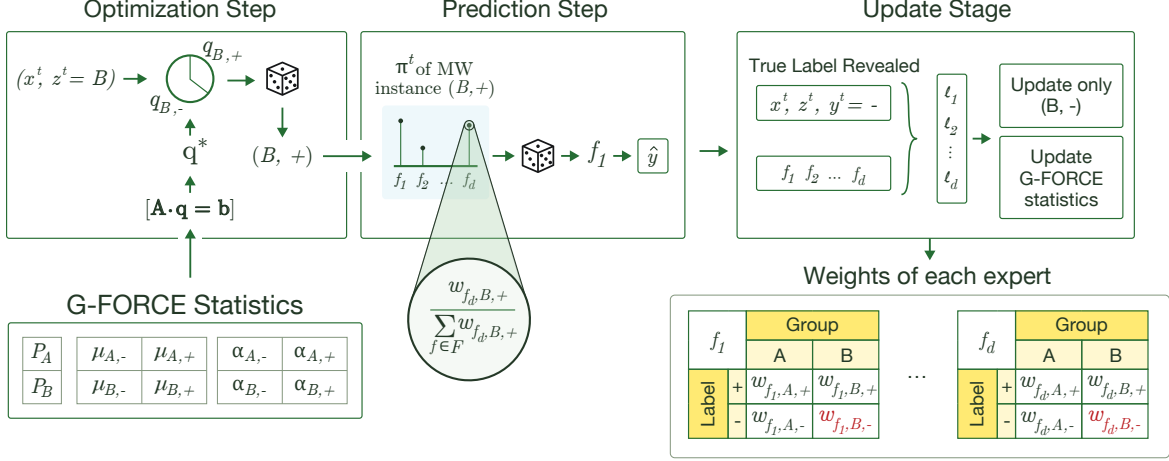 Optimization Step
(x^t, z^t = B)
q_{B,+}
q_{B,-}
q*
(B, +)
[A·q = b]
G-FORCE Statistics
P_A μ_{A,-} μ_{A,+} α_{A,-} α_{A,+}
P_B μ_{B,-} μ_{B,+} α_{B,-} α_{B,+}
Prediction Step
π^t of MW
instance (B,+)
f_1 f_2 ... f_d
f_1
ŷ
w_{f_d,B,+}
∑ w_{f_d,B,+}
f∈F
Update Stage
True Label Revealed
x^t, z^t, y^t = -
f_1 f_2 ... f_d
ℓ_1
ℓ_2
⋮
ℓ_d
Update only
(B, -)
Update
G-FORCE
statistics
Weights of each expert
f_1
Group
A B
Label
+ w_{f_1,A,+} w_{f_1,B,+}
- w_{f_1,A,-} w_{f_1,B,-}
...
f_d
Group
A B
Label
+ w_{f_d,A,+} w_{f_d,B,+}
- w_{f_d,A,-} w_{f_d,B,-}